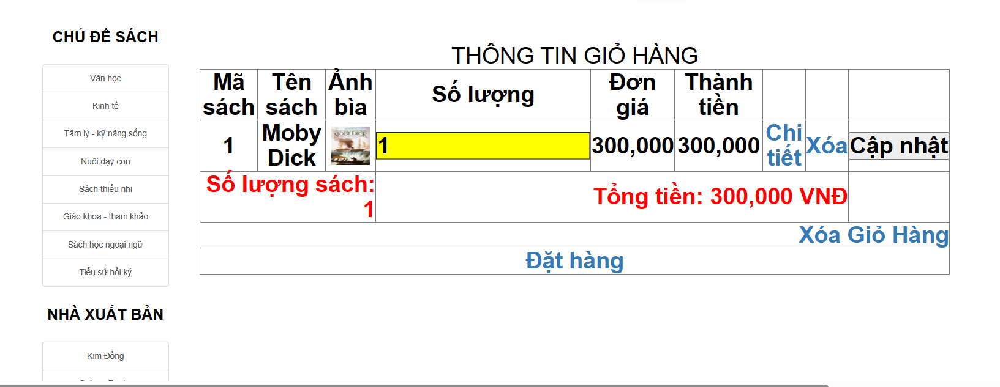 CHỦ ĐỀ SÁCH
Văn học
Kinh tế
Tâm lý - kỹ năng sống
Nuôi dạy con
Sách thiếu nhi
Giáo khoa - tham khảo
Sách học ngoại ngữ
Tiểu sử hồi ký
NHÀ XUẤT BẢN
Kim Đồng
THÔNG TIN GIỎ HÀNG
Mã sách
Tên sách
Ảnh bìa
Số lượng
Đơn giá
Thành tiền
1
Moby Dick
MOBY DICK
1
300,000
300,000
Chi tiết
Xóa
Cập nhật
Số lượng sách: 1
Tổng tiền: 300,000 VNĐ
Xóa Giỏ Hàng
Đặt hàng